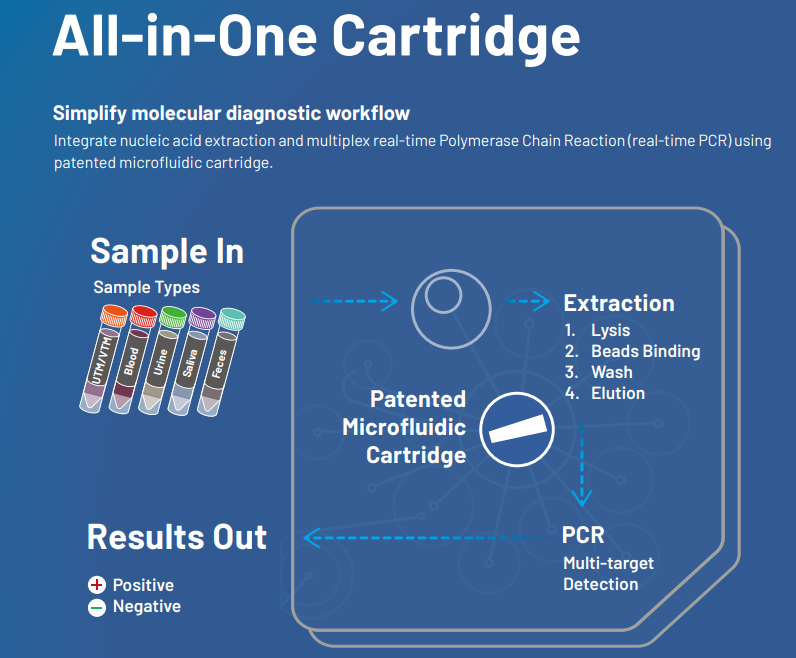 All-in-One Cartridge
Simplify molecular diagnostic workflow
Integrate nucleic acid extraction and multiplex real-time Polymerase Chain Reaction (real-time PCR) using
patented microfluidic cartridge.
Sample In
Sample Types
UTM/VTM
Blood
Urine
Saliva
Feces
Extraction
1. Lysis
2. Beads Binding
3. Wash
4. Elution
Patented
Microfluidic
Cartridge
PCR
Multi-target
Detection
Results Out
+ Positive
− Negative